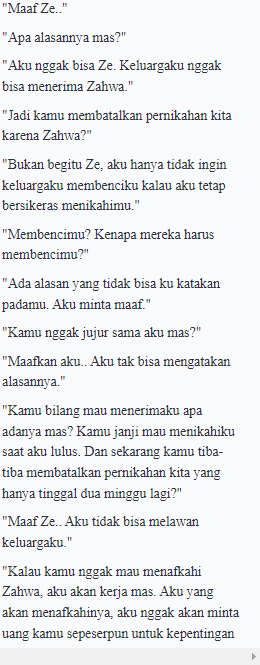 "Maaf Ze.."
"Apa alasannya mas?"
"Aku nggak bisa Ze. Keluargaku nggak
bisa menerima Zahwa."
"Jadi kamu membatalkan pernikahan kita
karena Zahwa?"
"Bukan begitu Ze, aku hanya tidak ingin
keluargaku membenciku kalau aku tetap
bersikeras menikahimu."
"Membencimu? Kenapa mereka harus
membencimu?"
"Ada alasan yang tidak bisa ku katakan
padamu. Aku minta maaf."
"Kamu nggak jujur sama aku mas?"
"Maafkan aku.. Aku tak bisa mengatakan
alasannya."
"Kamu bilang mau menerimaku apa
adanya mas? Kamu janji mau menikahiku
saat aku lulus. Dan sekarang kamu tiba-
tiba membatalkan pernikahan kita yang
hanya tinggal dua minggu lagi?"
"Maaf Ze.. Aku tidak bisa melawan
keluargaku."
"Kalau kamu nggak mau menafkahi
Zahwa, aku akan kerja mas. Aku yang
akan menafkahinya, aku nggak akan minta
uang kamu sepeserpun untuk kepentingan